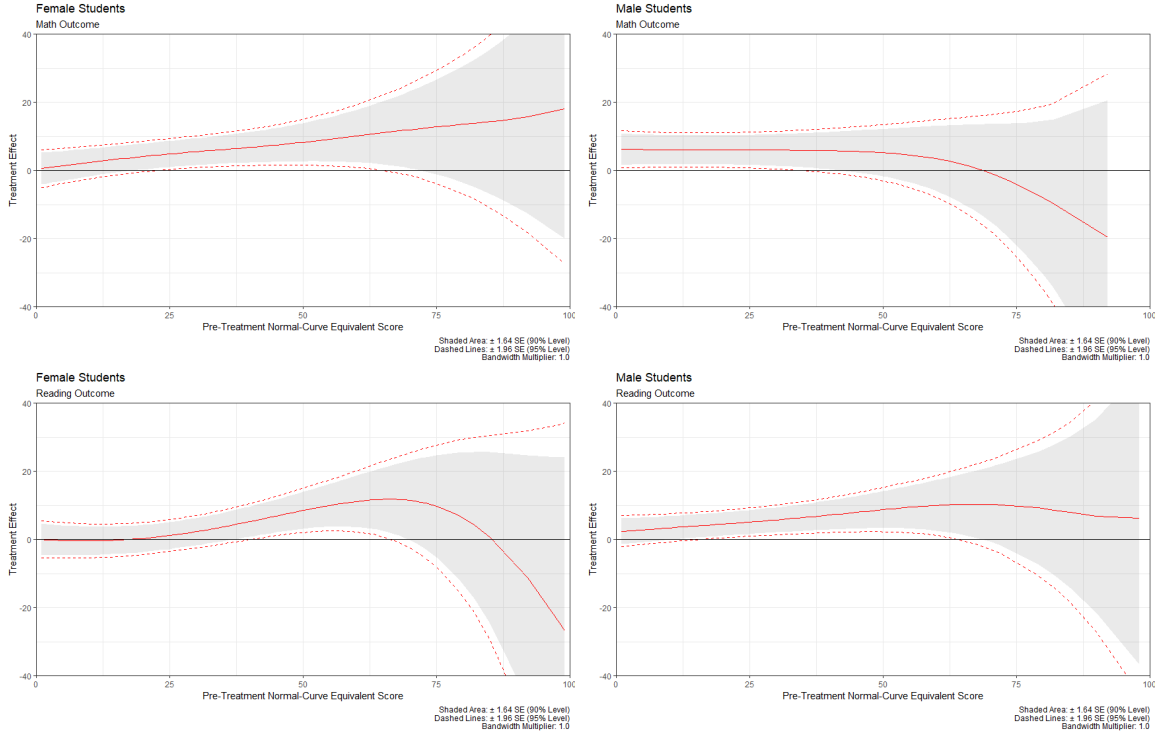 Female Students
Math Outcome
40
20
0
-20
-40
Treatment Effect
0
25
50
75
100
Pre-Treatment Normal-Curve Equivalent Score
Shaded Area: ± 1.64 SE (90% Level)
Dashed Lines: ± 1.96 SE (95% Level)
Bandwidth Multiplier: 1.0
Male Students
Math Outcome
40
20
0
-20
-40
Treatment Effect
0
25
50
75
100
Pre-Treatment Normal-Curve Equivalent Score
Shaded Area: ± 1.64 SE (90% Level)
Dashed Lines: ± 1.96 SE (95% Level)
Bandwidth Multiplier: 1.0
Female Students
Reading Outcome
40
20
0
-20
-40
Treatment Effect
0
25
50
75
100
Pre-Treatment Normal-Curve Equivalent Score
Shaded Area: ± 1.64 SE (90% Level)
Dashed Lines: ± 1.96 SE (95% Level)
Bandwidth Multiplier: 1.0
Male Students
Reading Outcome
40
20
0
-20
-40
Treatment Effect
0
25
50
75
100
Pre-Treatment Normal-Curve Equivalent Score
Shaded Area: ± 1.64 SE (90% Level)
Dashed Lines: ± 1.96 SE (95% Level)
Bandwidth Multiplier: 1.0